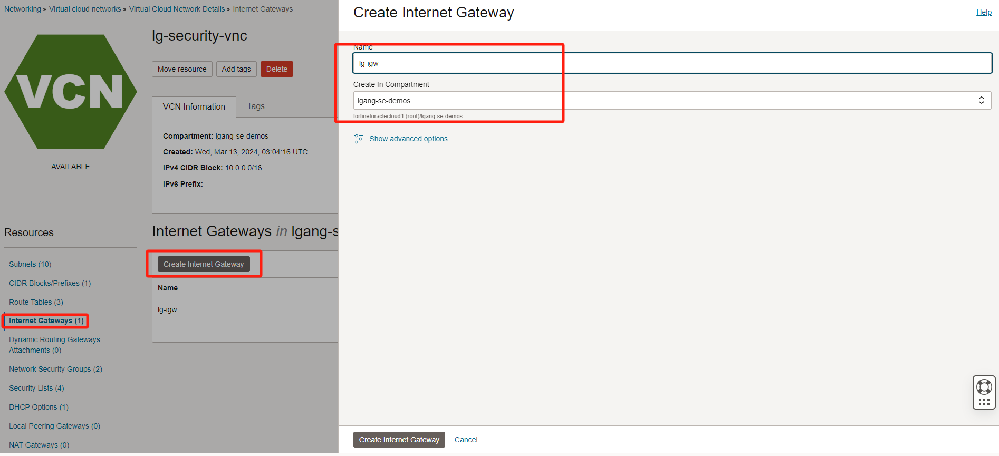 Networking » Virtual cloud networks » Virtual Cloud Network Details » Internet Gateways
VCN
AVAILABLE
lg-security-vnc
Move resource
Add tags
Delete
VCN Information
Tags
Compartment: lgang-se-demos
Created: Wed, Mar 13, 2024, 03:04:16 UTC
IPv4 CIDR Block: 10.0.0.0/16
IPv6 Prefix: -
Resources
Subnets (10)
CIDR Blocks/Prefixes (1)
Route Tables (3)
Internet Gateways (1)
Dynamic Routing Gateways
Attachments (0)
Network Security Groups (2)
Security Lists (4)
DHCP Options (1)
Local Peering Gateways (0)
NAT Gateways (0)
Internet Gateways in lgang-s
Create Internet Gateway
Name
lg-igw
Create Internet Gateway
Help
Name
lg-igw
Create In Compartment
lgang-se-demos
fortinetoraclecloud1 (root)/lgang-se-demos
Show advanced options
Create Internet Gateway
Cancel